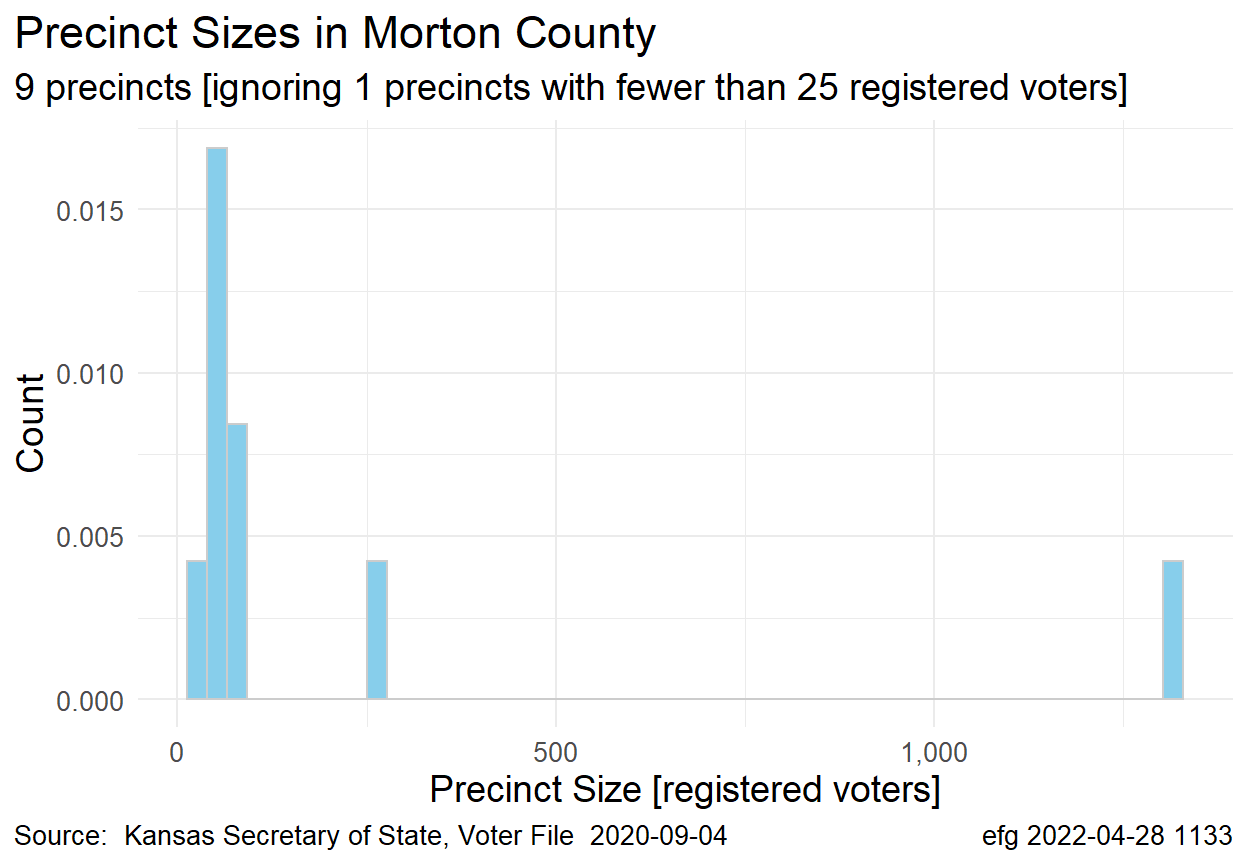 Precinct Sizes in Morton County
9 precincts [ignoring 1 precincts with fewer than 25 registered voters]
0.015
0.010
0.005
0.000
Count
0 500 1,000
Precinct Size [registered voters]
Source:  Kansas Secretary of State, Voter File  2020-09-04 efg 2022-04-28 1133